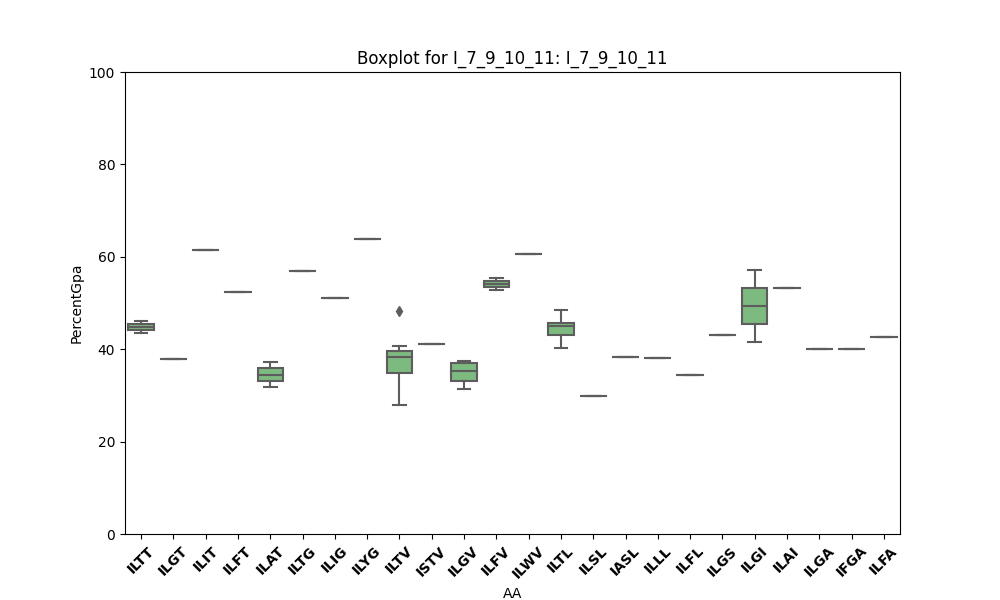 Boxplot for I_7_9_10_11: I_7_9_10_11
PercentGpa
100
80
60
40
20
0
ILTT ILGT ILIT ILFT ILAT ILTG ILIG ILYG ILTV ISTV ILGV ILFV ILWV ILTL ILSL IASL ILLL ILFL ILGS ILGI ILAI ILGA IFGA ILFA
AA